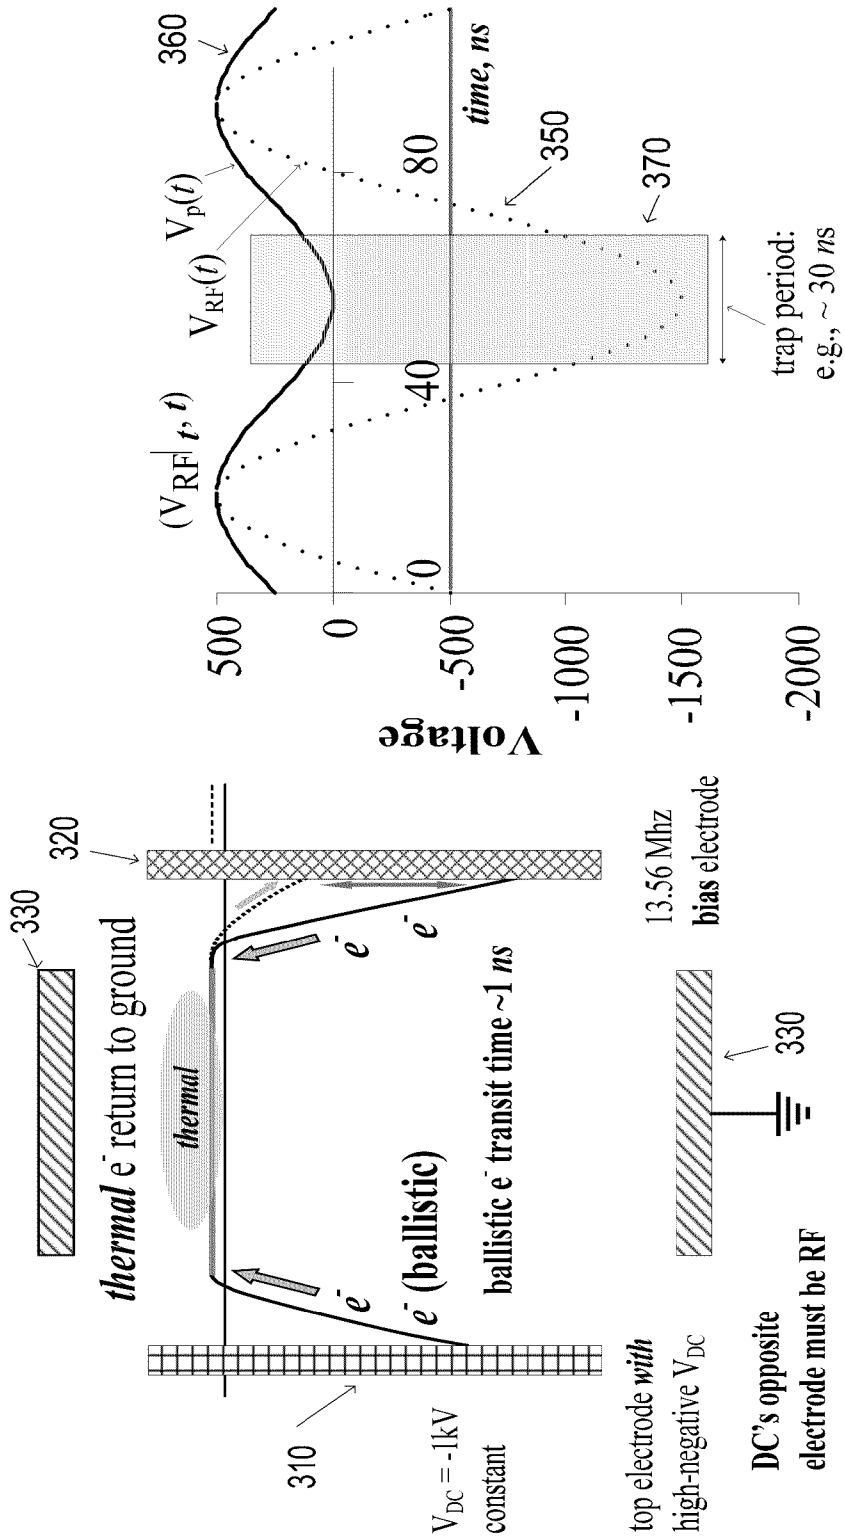 330
320
thermal e⁻ return to ground
thermal
e⁻
e⁻
e⁻
e⁻ (ballistic)
ballistic e⁻ transit time ~1 ns
310
V_DC = -1kV
constant
top electrode with
high-negative V_DC
DC's opposite
electrode must be RF
330
13.56 Mhz
bias electrode
360
V_p(t)
V_RF(t)
(V_RF|_t, t)
Voltage
500
0
-500
-1000
-1500
-2000
0
40
80
time, ns
350
370
trap period:
e.g., ~ 30 ns